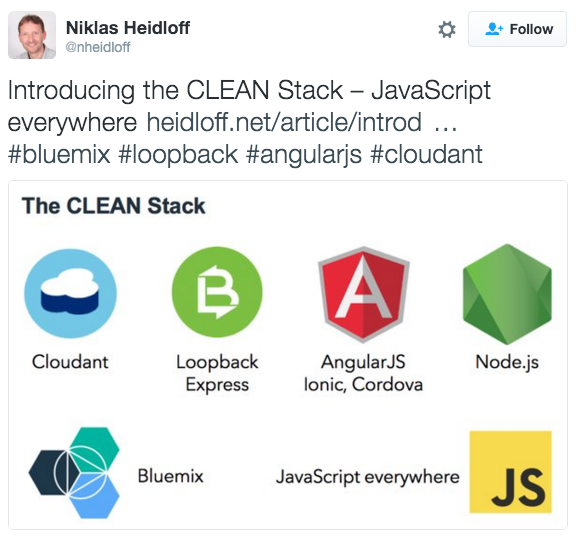 Niklas Heidloff
@nheidloff
Follow
Introducing the CLEAN Stack – JavaScript
everywhere heidloff.net/article/introd …
#bluemix #loopback #angularjs #cloudant
The CLEAN Stack
B
A
Cloudant
Loopback
Express
AngularJS
Ionic, Cordova
Node.js
Bluemix
JavaScript everywhere
JS